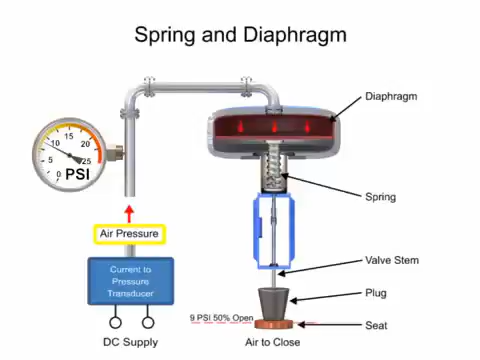 Spring and Diaphragm
Diaphragm
15
10
20
5
25
0
PSI
Spring
Air Pressure
Current to
Pressure
Transducer
Valve Stem
Plug
9 PSI 50% Open
Seat
DC Supply
Air to Close